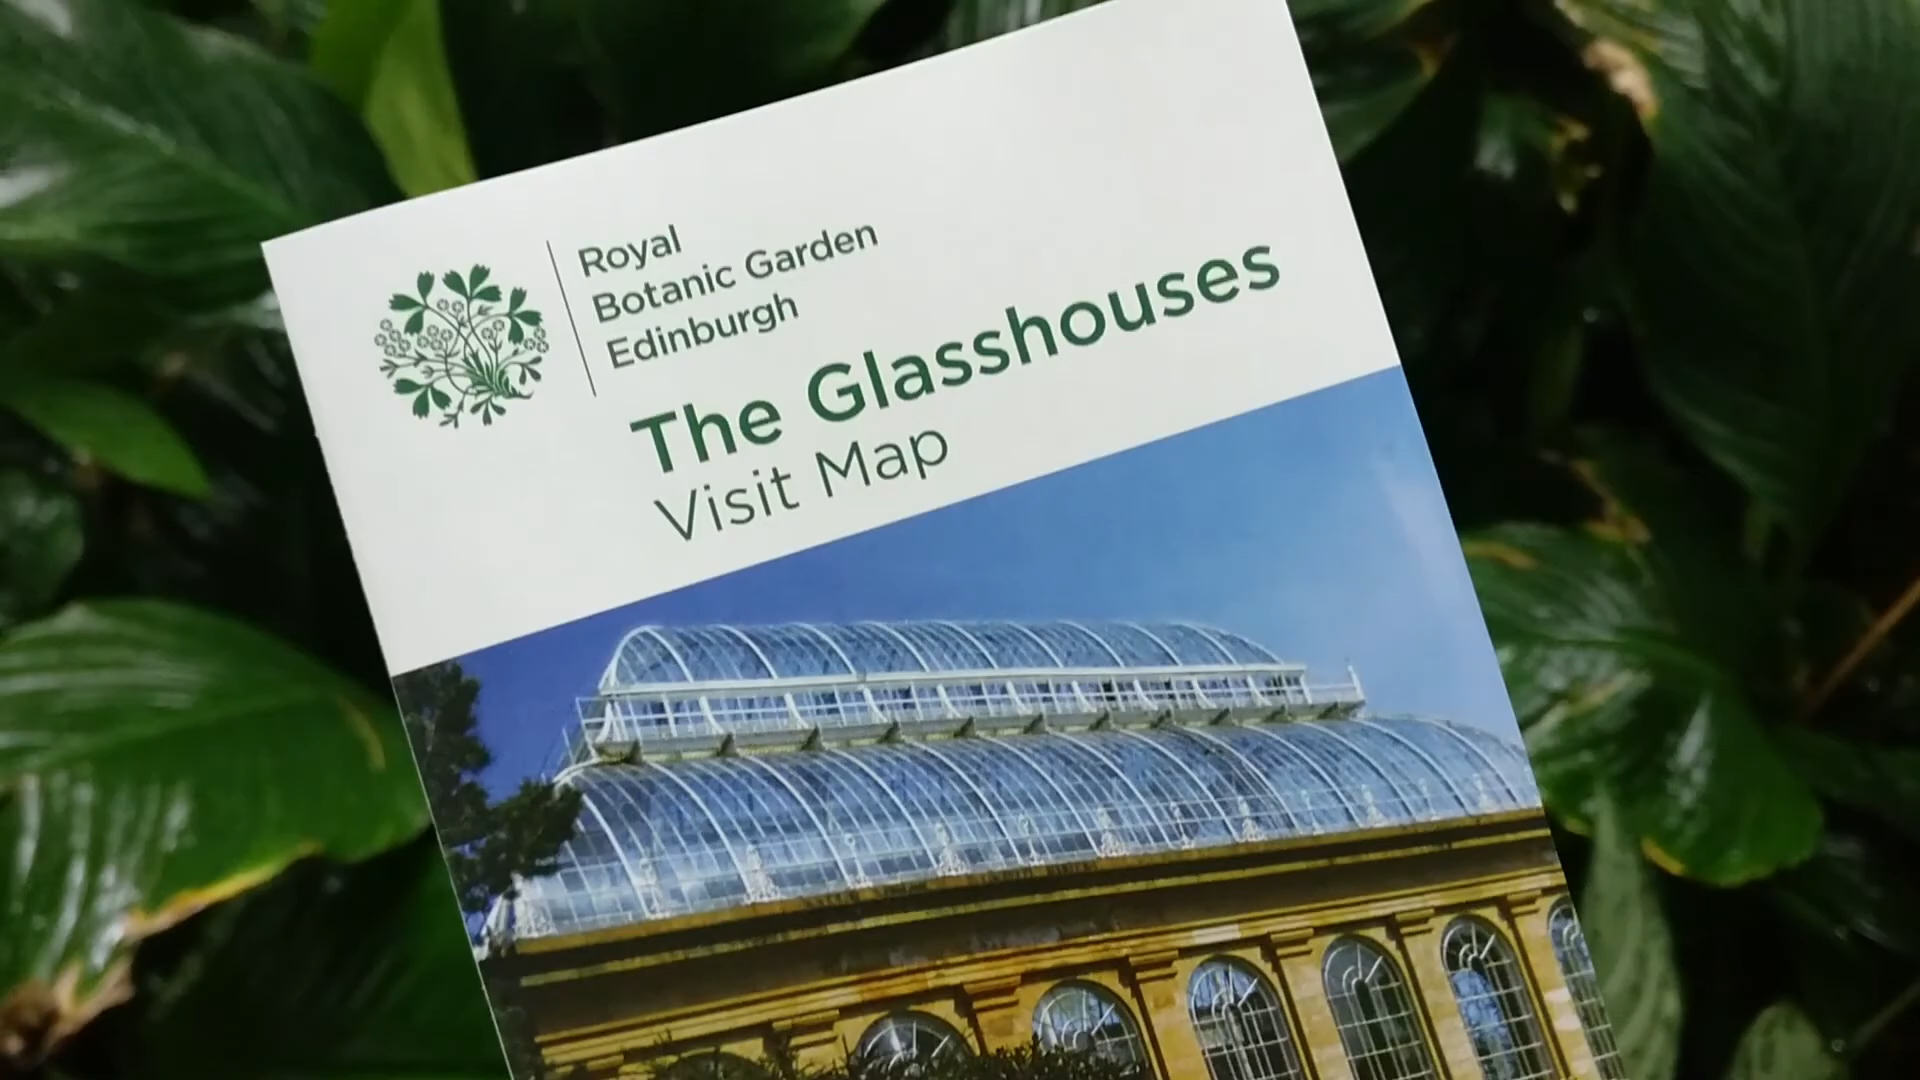 Royal
Botanic Garden
Edinburgh
The Glasshouses
Visit Map